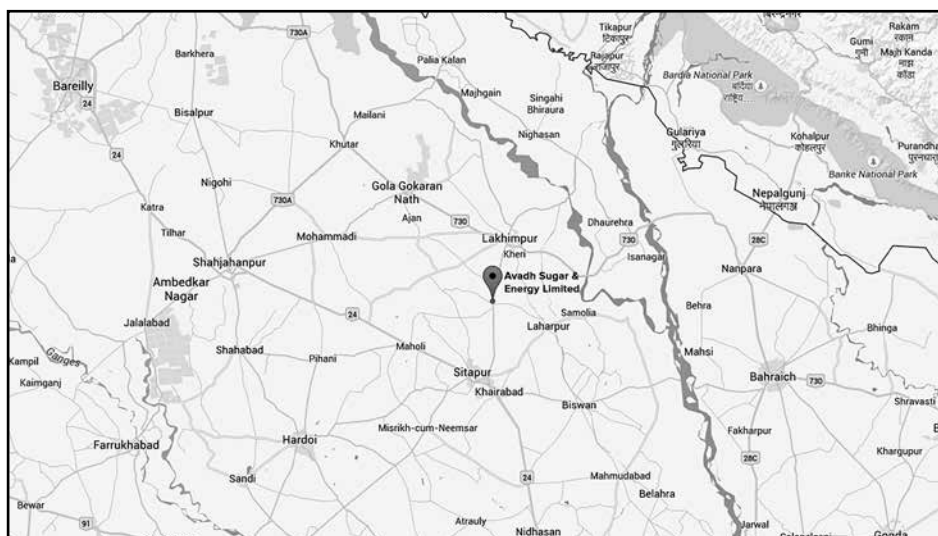 730A
Tikapur
टिकापुर
Rakam
राकाम
Barkhera
Palia Kalan
Rajapur
राजापुर
Gumi
गुमी
Majh Kanda
माझ
काँडा
Bardia National Park
बर्दिया
राष्ट्रिय
Bareilly
24
Majhgain
Singahi
Bhiraura
Bisalpur
Mailani
Nighasan
Gulariya
गुलरिया
Kohalpur
कोहलपुर
Purandhara
पुरनधारा
Khutar
24
Banke National Park
Nigohi
Gola Gokaran
Nath
Nepalgunj
नेपालगञ्ज
Katra
730A
Ajan
730
Dhaurehra
Tilhar
Mohammadi
Lakhimpur
Kheri
730
28C
Isanagar
Shahjahanpur
Nanpara
Ambedkar
Nagar
Avadh Sugar &
Energy Limited
Behra
24
Samolia
Jalalabad
Laharpur
Bhinga
Ganges
Kampil
Shahabad
Pihani
Maholi
Mahsi
Kaimganj
Sitapur
Bahraich
730
Khairabad
Shravasti
Biswan
Misrikh-cum-Neemsar
Farrukhabad
Hardoi
Fakharpur
Khargupur
28C
Sandi
24
Mahmudabad
Belahra
Bewar
91
Atrauly
Nidhasan
Jarwal
Gonda